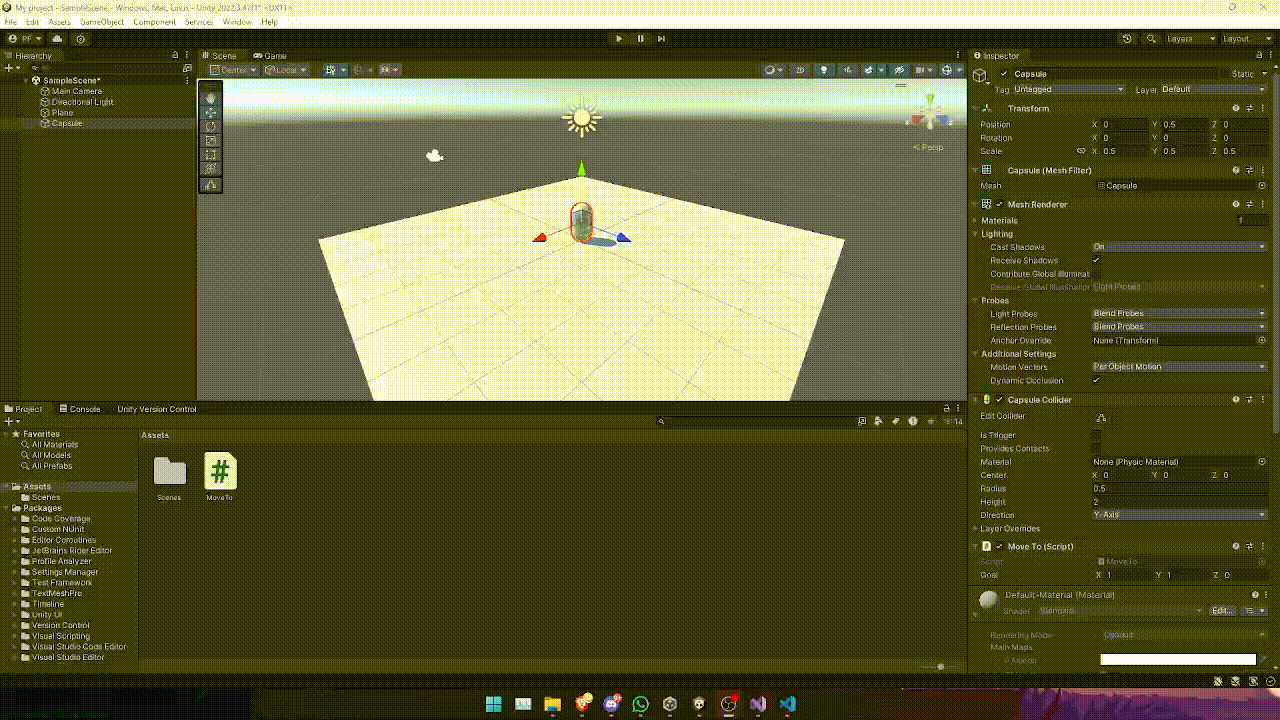 My project - SampleScene - Windows, Mac, Linux - Unity 2022.3.47f1* <DX11>
File Edit Assets GameObject Component Services Window Help
PF
Layers Layout
Hierarchy
Scene Game
Inspector
All
Center Local
2D
SampleScene*
Main Camera
Directional Light
Plane
Capsule
< Persp
Capsule Static
Tag Untagged Layer Default
Transform
Position X 0 Y 0.5 Z 0
Rotation X 0 Y 0 Z 0
Scale X 0.5 Y 0.5 Z 0.5
Capsule (Mesh Filter)
Mesh Capsule
Mesh Renderer
Materials 1
Lighting
Cast Shadows On
Receive Shadows
Contribute Global Illuminat
Receive Global Illumination Light Probes
Probes
Light Probes Blend Probes
Reflection Probes Blend Probes
Anchor Override None (Transform)
Additional Settings
Motion Vectors Per Object Motion
Dynamic Occlusion
Capsule Collider
Edit Collider
Is Trigger
Provides Contacts
Material None (Physic Material)
Center X 0 Y 0 Z 0
Radius 0.5
Height 2
Direction Y-Axis
Layer Overrides
# Move To (Script)
Script MoveTo
Goal X 1 Y 1 Z 0
Default-Material (Material)
Shader Standard Edit...
Rendering Mode Opaque
Main Maps
Albedo
Project Console Unity Version Control
14
Favorites
All Materials
All Models
All Prefabs
Assets
Scenes
Packages
Code Coverage
Custom NUnit
Editor Coroutines
JetBrains Rider Editor
Profile Analyzer
Settings Manager
Test Framework
TextMeshPro
Timeline
Unity UI
Version Control
Visual Scripting
Visual Studio Code Editor
Visual Studio Editor
Assets
#
Scenes MoveTo